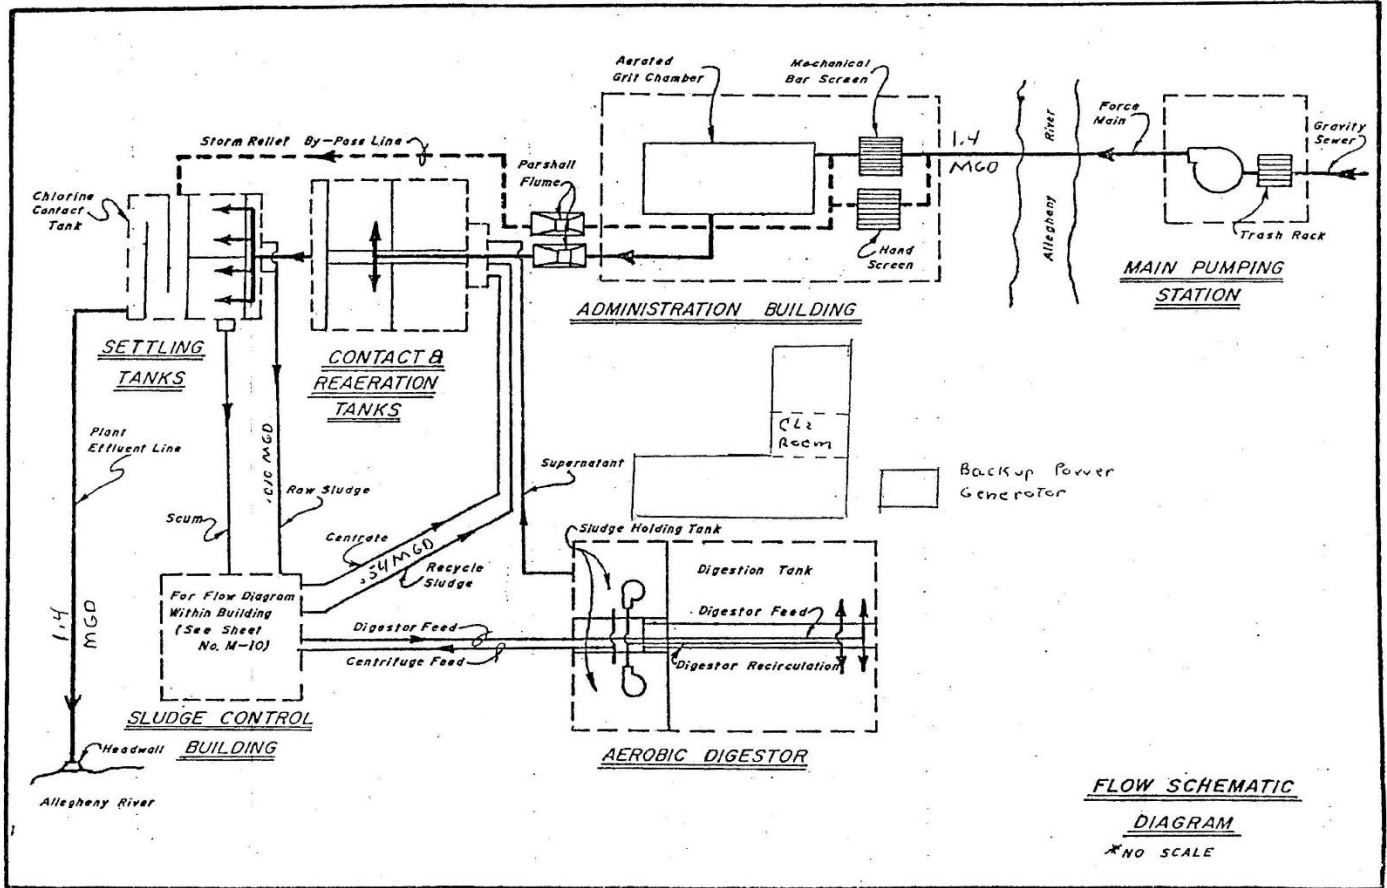 Aerated
Grit Chamber
Mechanical
Bar Screen
Storm Relief By-Pass Line
Parshall
Flume
1.4
MGD
Force
Main
Gravity
Sewer
Allegheny River
Chlorine
Contact
Tank
Hand
Screen
Trash Rack
ADMINISTRATION BUILDING
MAIN PUMPING
STATION
SETTLING
TANKS
CONTACT &
REAERATION
TANKS
Plant
Effluent Line
.010 MGD
Raw Sludge
Scum
Supernatant
CL2
Room
Backup Power
Generator
Centrate
.54 MGD
Recycle
Sludge
Sludge Holding Tank
Digestion Tank
For Flow Diagram
Within Building
(See Sheet
No. M-10)
Digestor Feed
Centrifuge Feed
Digestor Feed
Digestor Recirculation
1.4
MGD
SLUDGE CONTROL
BUILDING
AEROBIC DIGESTOR
Headwall
Allegheny River
FLOW SCHEMATIC
DIAGRAM
*NO SCALE